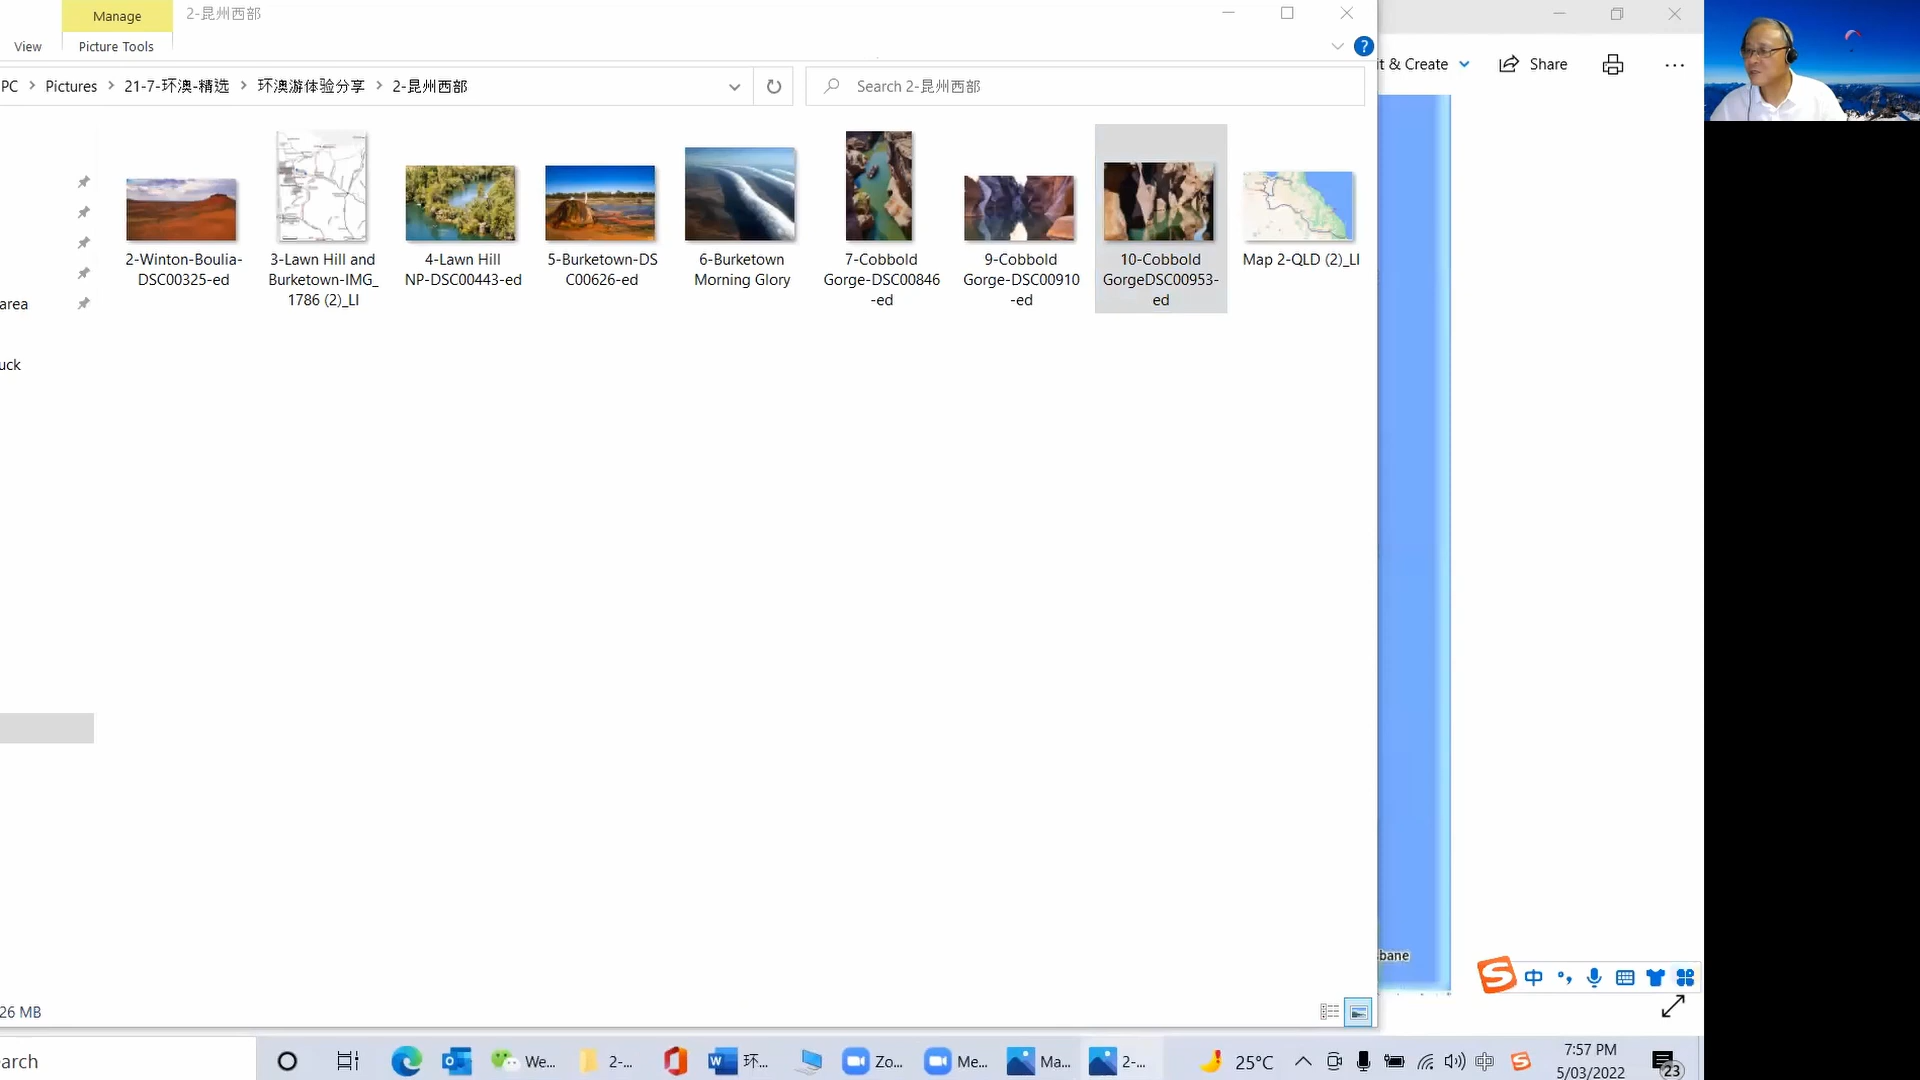 Manage
2-昆州西部
View
Picture Tools
?
t & Create
Share
PC > Pictures > 21-7-环澳-精选 > 环澳游体验分享 > 2-昆州西部
Search 2-昆州西部
2-Winton-Boulia-
DSC00325-ed
3-Lawn Hill and
Burketown-IMG_
1786 (2)_LI
4-Lawn Hill
NP-DSC00443-ed
5-Burketown-DS
C00626-ed
6-Burketown
Morning Glory
7-Cobbold
Gorge-DSC00846
-ed
9-Cobbold
Gorge-DSC00910
-ed
10-Cobbold
GorgeDSC00953-
ed
Map 2-QLD (2)_LI
area
uck
bane
中
26 MB
arch
We...
2-...
环...
Zo...
Me...
Ma...
2-...
25°C
7:57 PM
5/03/2022
23